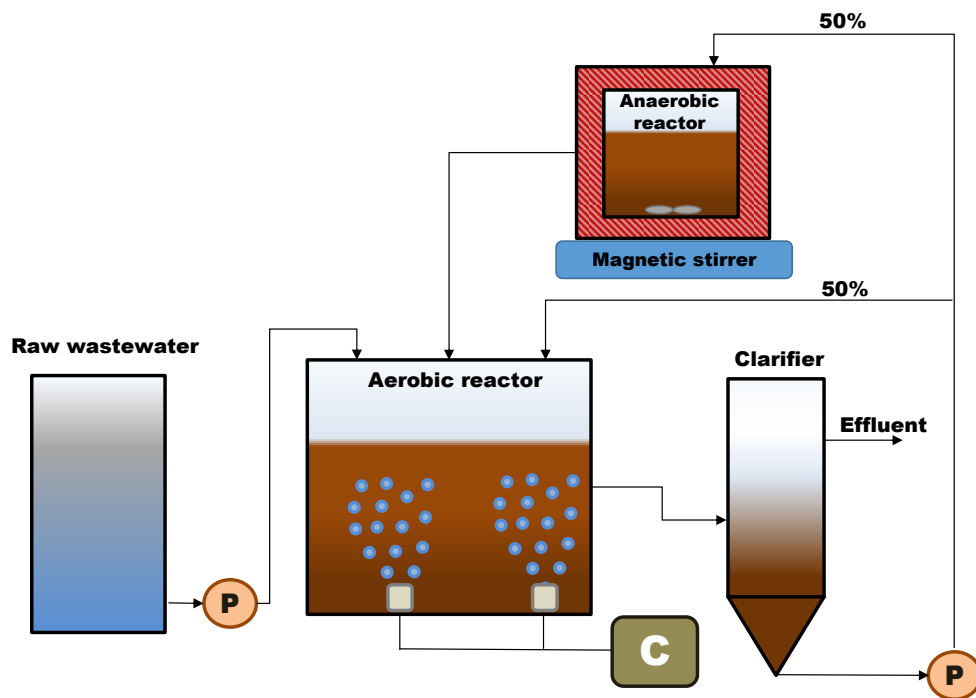 50%
Anaerobic
reactor
Magnetic stirrer
50%
Raw wastewater
Aerobic reactor
Clarifier
Effluent
P
C
P